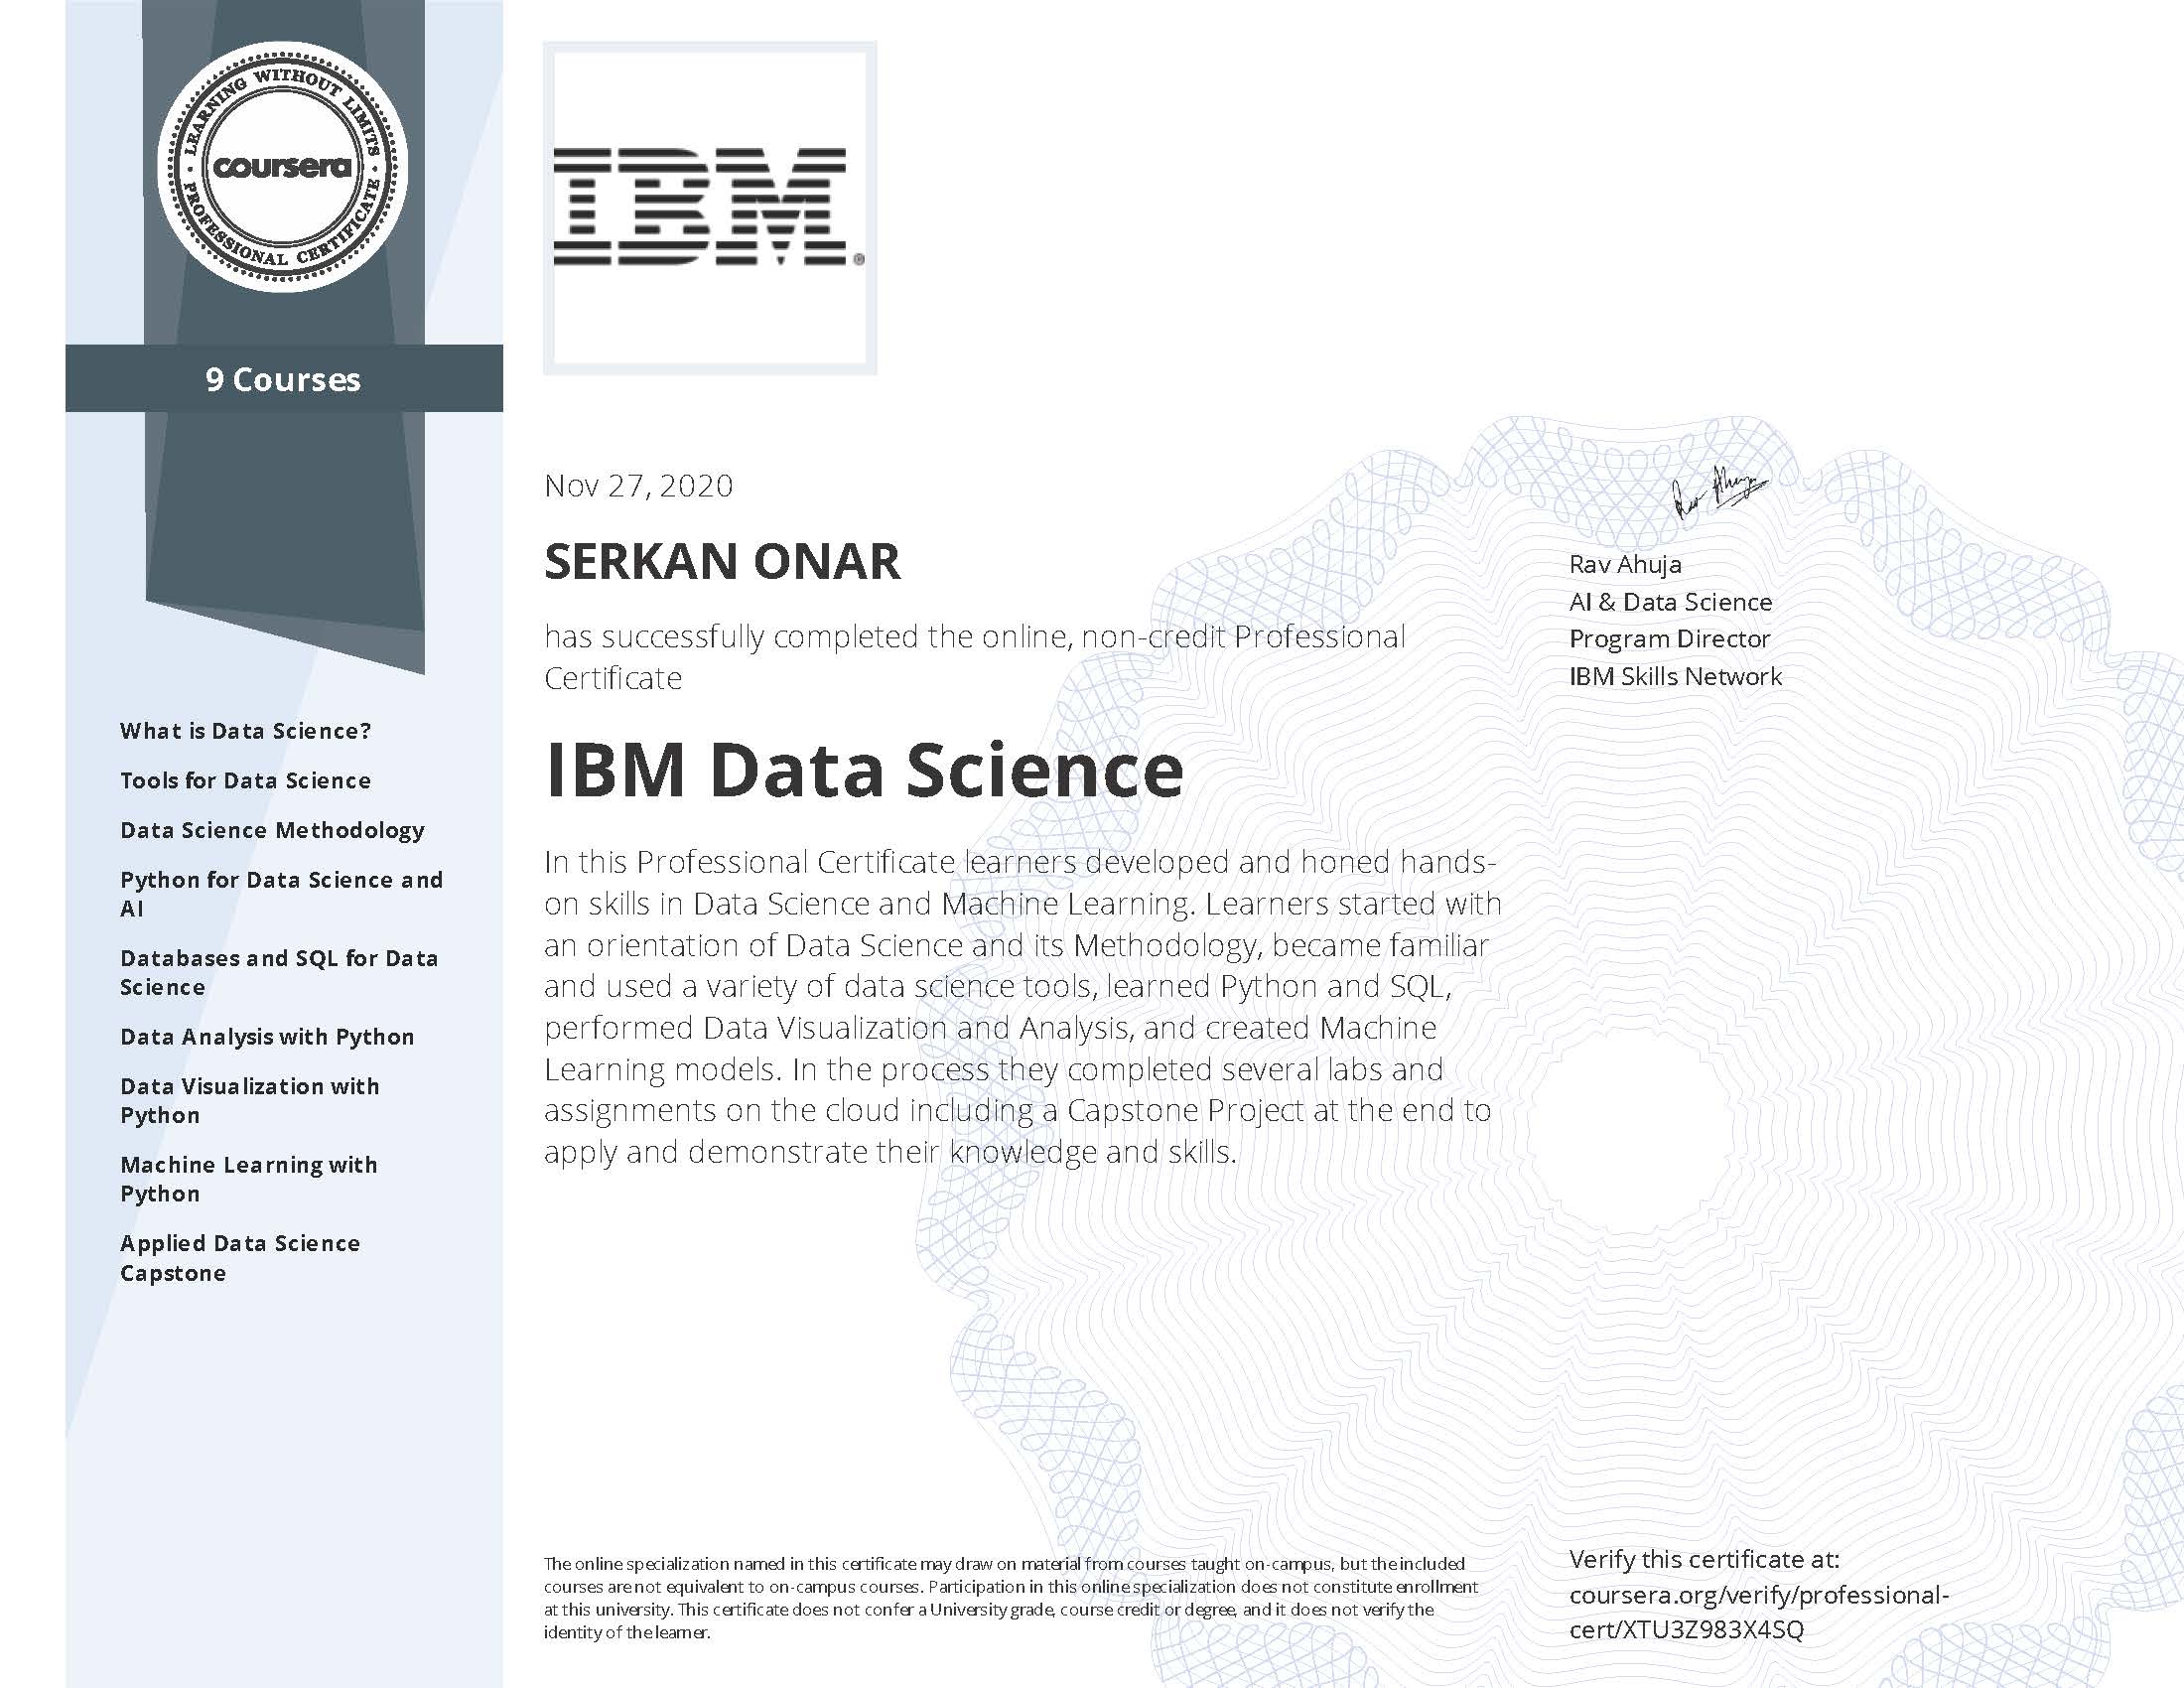 LEARNING WITHOUT LIMITS
coursera
PROFESSIONAL CERTIFICATE
9 Courses
What is Data Science?
Tools for Data Science
Data Science Methodology
Python for Data Science and
AI
Databases and SQL for Data
Science
Data Analysis with Python
Data Visualization with
Python
Machine Learning with
Python
Applied Data Science
Capstone
IBM®
Nov 27, 2020
SERKAN ONAR
has successfully completed the online, non-credit Professional
Certificate
IBM Data Science
In this Professional Certificate learners developed and honed hands-
on skills in Data Science and Machine Learning. Learners started with
an orientation of Data Science and its Methodology, became familiar
and used a variety of data science tools, learned Python and SQL,
performed Data Visualization and Analysis, and created Machine
Learning models. In the process they completed several labs and
assignments on the cloud including a Capstone Project at the end to
apply and demonstrate their knowledge and skills.
Rav Ahuja
Rav Ahuja
AI & Data Science
Program Director
IBM Skills Network
The online specialization named in this certificate may draw on material from courses taught on-campus, but the included
courses are not equivalent to on-campus courses. Participation in this online specialization does not constitute enrollment
at this university. This certificate does not confer a University grade, course credit or degree, and it does not verify the
identity of the learner.
Verify this certificate at:
coursera.org/verify/professional-
cert/XTU3Z983X4SQ